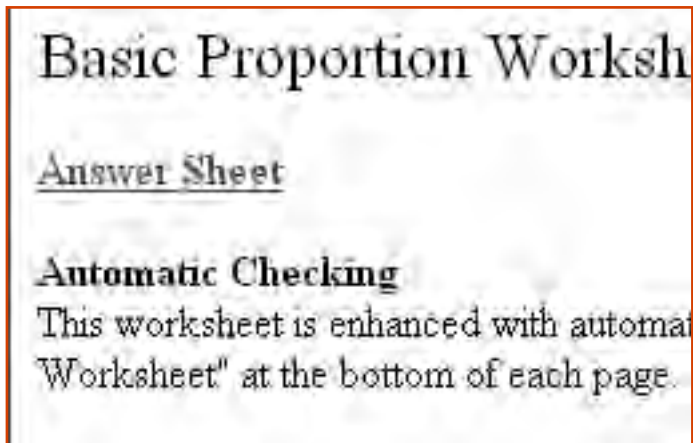 Basic Proportion Worksh
Answer Sheet
Automatic Checking
This worksheet is enhanced with automat
Worksheet" at the bottom of each page.